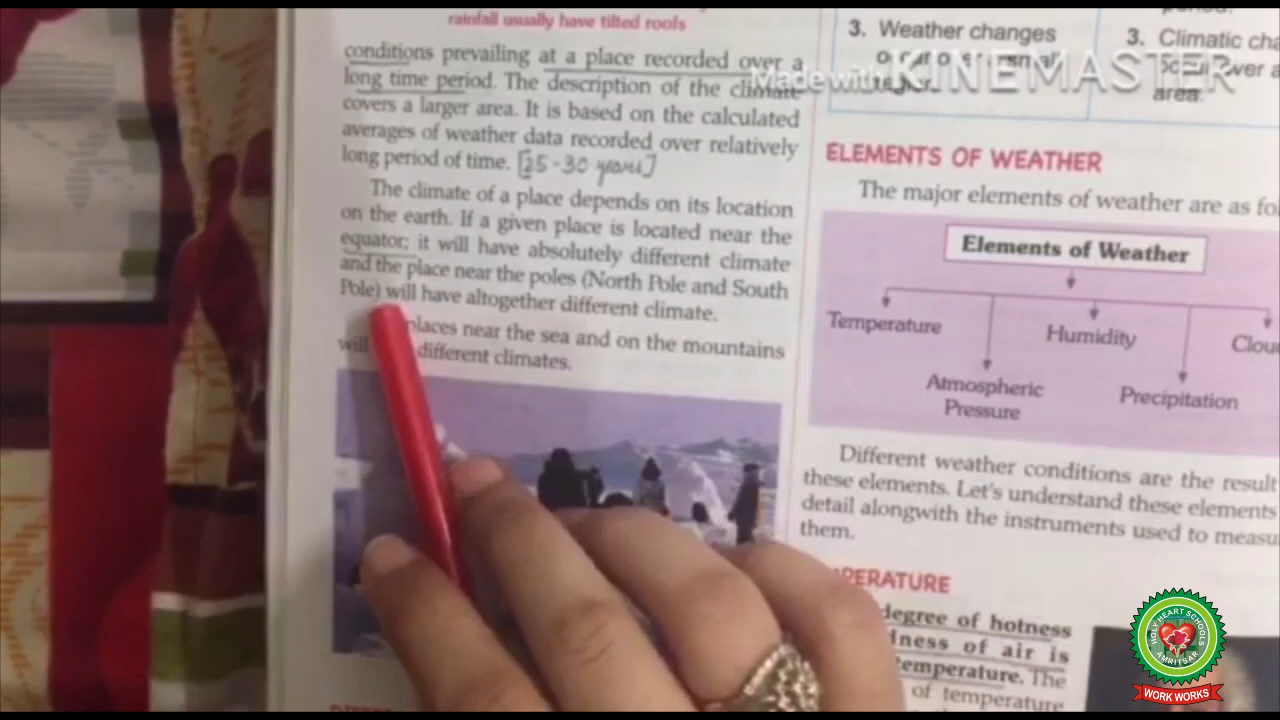 rainfall usually have tilted roofs
conditions prevailing at a place recorded over a
long time period. The description of the climate
covers a larger area. It is based on the calculated
averages of weather data recorded over relatively
long period of time. [25-30 years]
The climate of a place depends on its location
on the earth. If a given place is located near the
equator; it will have absolutely different climate
and the place near the poles (North Pole and South
Pole) will have altogether different climate.
places near the sea and on the mountains
will different climates.
3. Weather changes
3. Climatic cha
area.
Made with KINEMASTER
ELEMENTS OF WEATHER
The major elements of weather are as fo
Elements of Weather
Temperature
Humidity
Clou
Atmospheric
Pressure
Precipitation
Different weather conditions are the result
these elements. Let's understand these elements
detail alongwith the instruments used to measu
them.
PERATURE
degree of hotness
lness of air is
temperature. The
of temperature
HOLY HEART SCHOOLS
AMRITSAR
WORK WORKS